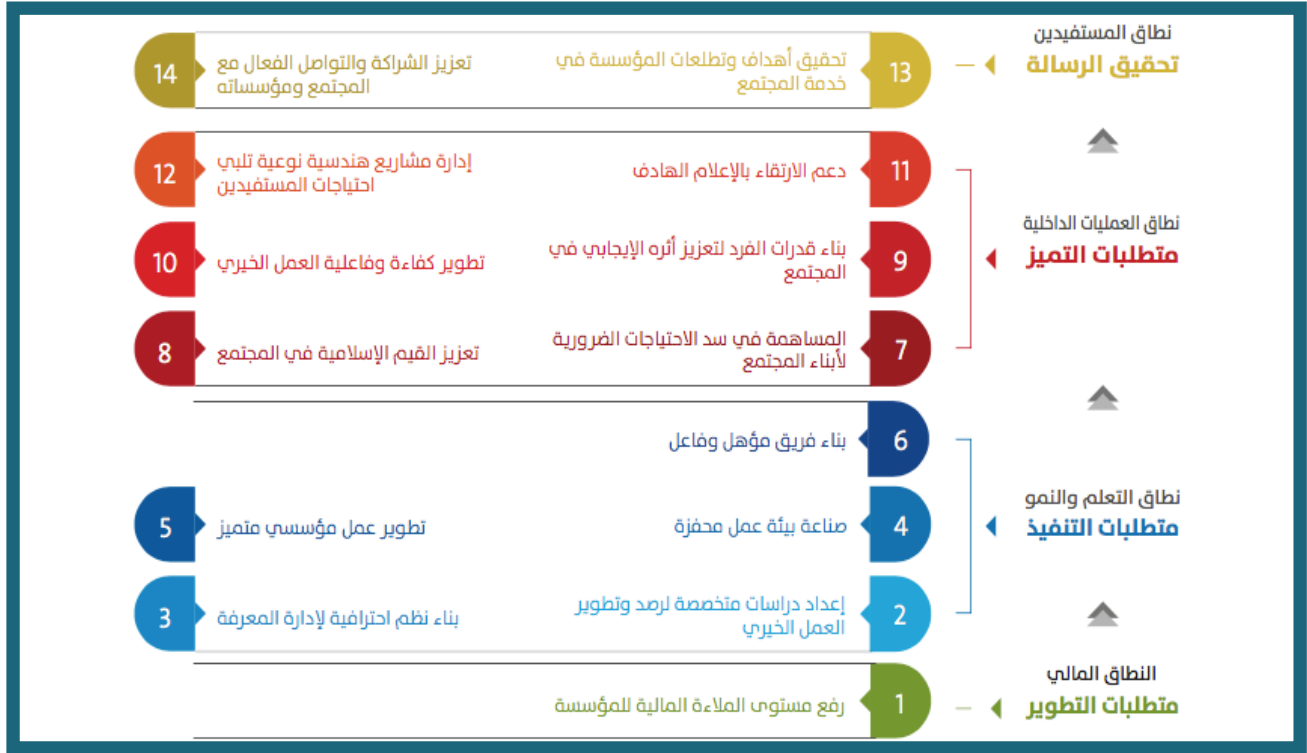 نطاق المستفيدين
تحقيق الرسالة
13
تحقيق أهداف وتطلعات المؤسسة في
خدمة المجتمع
14
تعزيز الشراكة والتواصل الفعال مع
المجتمع ومؤسساته
نطاق العمليات الداخلية
متطلبات التميز
11
دعم الارتقاء بالإعلام الهادف
12
إدارة مشاريع هندسية نوعية تلبي
احتياجات المستفيدين
9
بناء قدرات الفرد لتعزيز أثره الإيجابي في
المجتمع
10
تطوير كفاءة وفاعلية العمل الخيري
7
المساهمة في سد الاحتياجات الضرورية
لأبناء المجتمع
8
تعزيز القيم الإسلامية في المجتمع
نطاق التعلم والنمو
متطلبات التنفيذ
6
بناء فريق مؤهل وفاعل
4
صناعة بيئة عمل محفزة
5
تطوير عمل مؤسسي متميز
2
إعداد دراسات متخصصة لرصد وتطوير
العمل الخيري
3
بناء نظم احترافية لإدارة المعرفة
النطاق المالي
متطلبات التطوير
1
رفع مستوى الملاءة المالية للمؤسسة